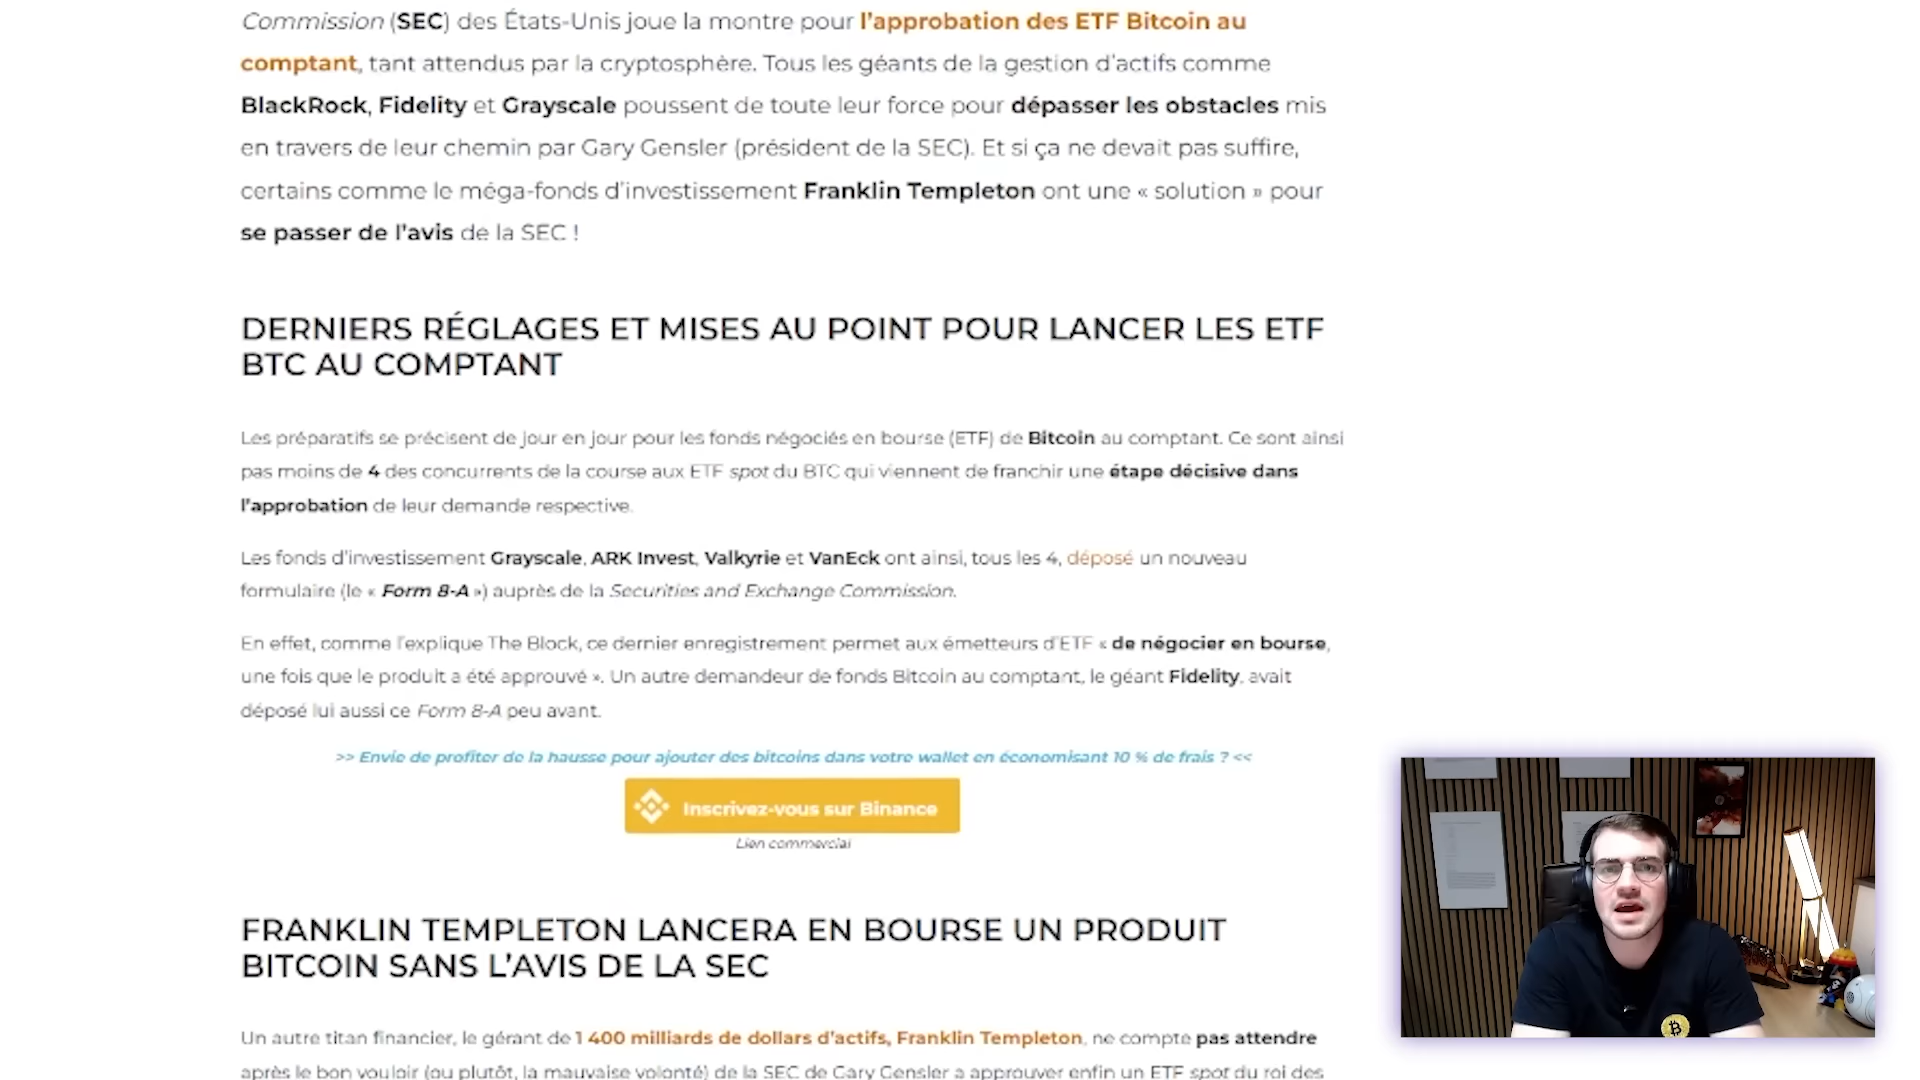 Commission (SEC) des États-Unis joue la montre pour l’approbation des ETF Bitcoin au
comptant, tant attendus par la cryptosphère. Tous les géants de la gestion d’actifs comme
BlackRock, Fidelity et Grayscale poussent de toute leur force pour dépasser les obstacles mis
en travers de leur chemin par Gary Gensler (président de la SEC). Et si ça ne devait pas suffire,
certains comme le méga-fonds d’investissement Franklin Templeton ont une « solution » pour
se passer de l’avis de la SEC !
DERNIERS RÉGLAGES ET MISES AU POINT POUR LANCER LES ETF
BTC AU COMPTANT
Les préparatifs se précisent de jour en jour pour les fonds négociés en bourse (ETF) de Bitcoin au comptant. Ce sont ainsi
pas moins de 4 des concurrents de la course aux ETF spot du BTC qui viennent de franchir une étape décisive dans
l’approbation de leur demande respective.
Les fonds d’investissement Grayscale, ARK Invest, Valkyrie et VanEck ont ainsi, tous les 4, déposé un nouveau
formulaire (le « Form 8-A ») auprès de la Securities and Exchange Commission.
En effet, comme l’explique The Block, ce dernier enregistrement permet aux émetteurs d’ETF « de négocier en bourse,
une fois que le produit a été approuvé ». Un autre demandeur de fonds Bitcoin au comptant, le géant Fidelity, avait
déposé lui aussi ce Form 8-A peu avant.
>> Envie de profiter de la hausse pour ajouter des bitcoins dans votre wallet en économisant 10 % de frais ? <<
Inscrivez-vous sur Binance
Lien commercial
FRANKLIN TEMPLETON LANCERA EN BOURSE UN PRODUIT
BITCOIN SANS L’AVIS DE LA SEC
Un autre titan financier, le gérant de 1 400 milliards de dollars d’actifs, Franklin Templeton, ne compte pas attendre
après le bon vouloir (ou plutôt, la mauvaise volonté) de la SEC de Gary Gensler a approuver enfin un ETF spot du roi des